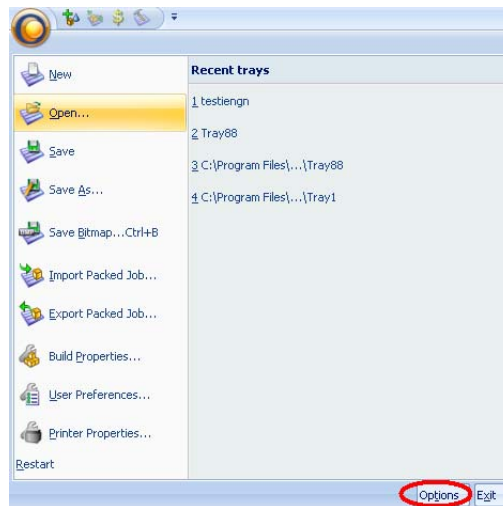 New
Open...
Save
Save As...
Save Bitmap...Ctrl+B
Import Packed Job...
Export Packed Job...
Build Properties...
User Preferences...
Printer Properties...
Restart
Recent trays
1 testiengn
2 Tray88
3 C:\Program Files\...\Tray88
4 C:\Program Files\...\Tray1
Options Exit